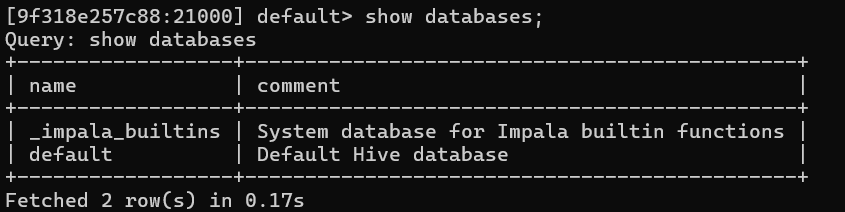 [9f318e257c88:21000] default> show databases;
Query: show databases
+------------------+----------------------------------------------+
| name             | comment                                      |
+------------------+----------------------------------------------+
| _impala_builtins | System database for Impala builtin functions |
| default          | Default Hive database                        |
+------------------+----------------------------------------------+
Fetched 2 row(s) in 0.17s